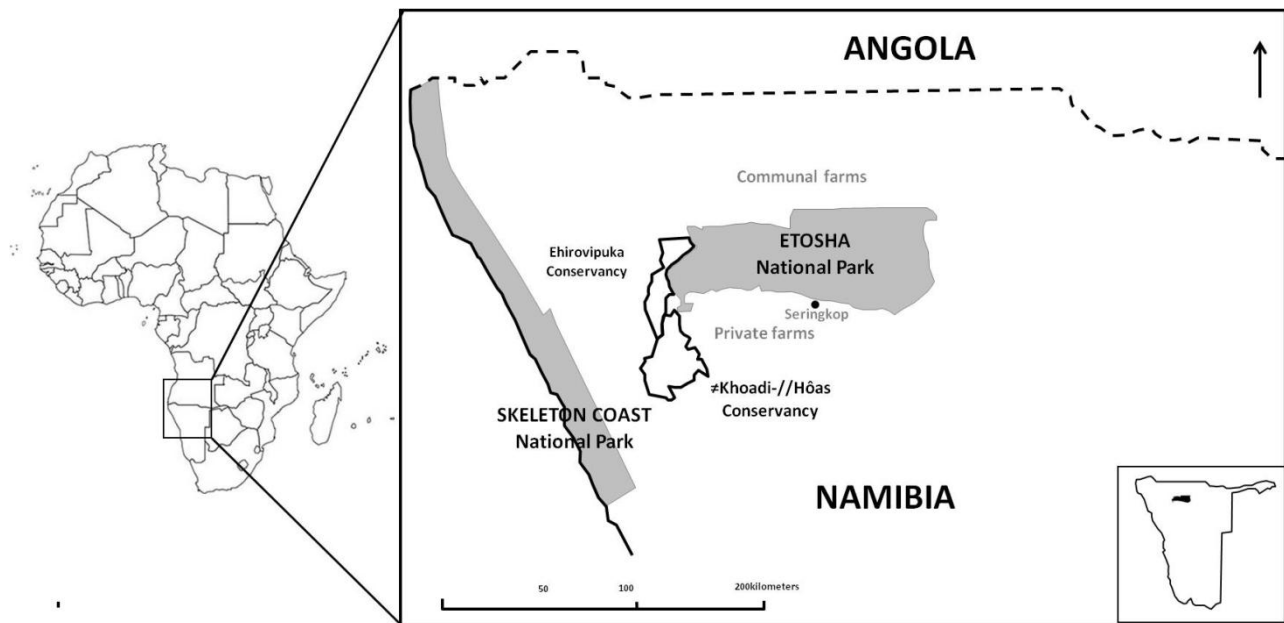 ANGOLA
Communal farms
ETOSHA
National Park
Ehirovipuka
Conservancy
Seringkop
Private farms
≠Khoadi-//Hôas
Conservancy
SKELETON COAST
National Park
NAMIBIA
50
100
200kilometers